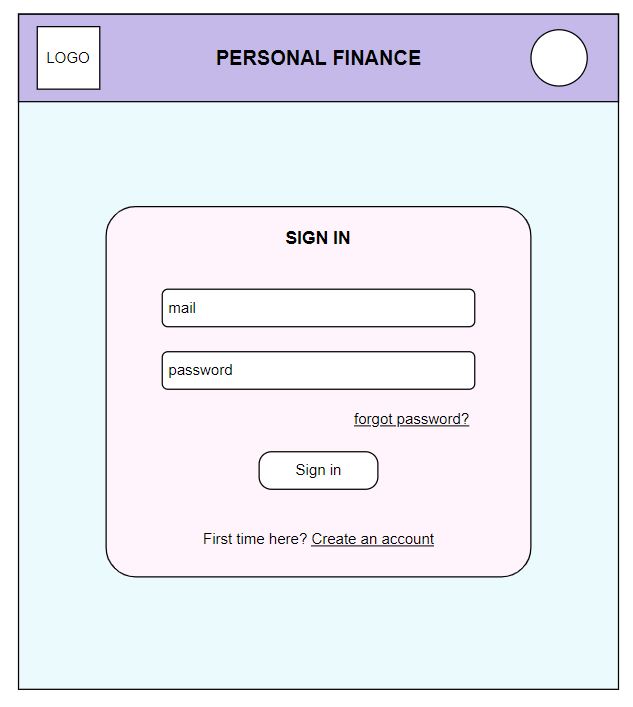 LOGO
PERSONAL FINANCE
SIGN IN
mail
password
forgot password?
Sign in
First time here? Create an account